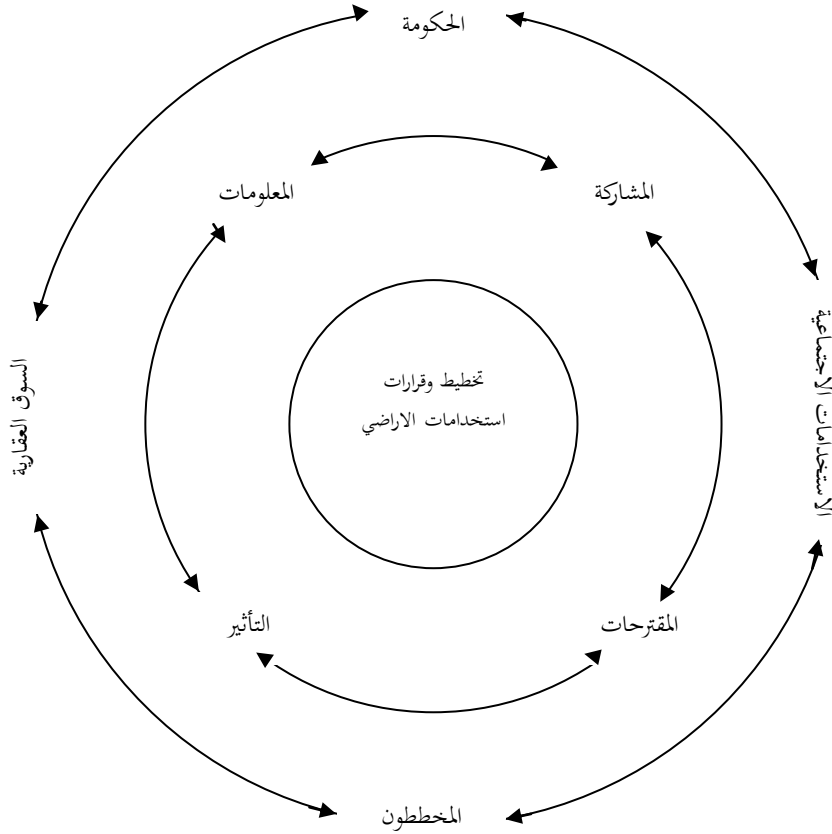 الحكومة
المشاركة
المعلومات
الاستخدامات الاجتماعية
السوق العقارية
تخطيط وقرارات
استخدامات الاراضي
المقترحات
التأثير
المخططون